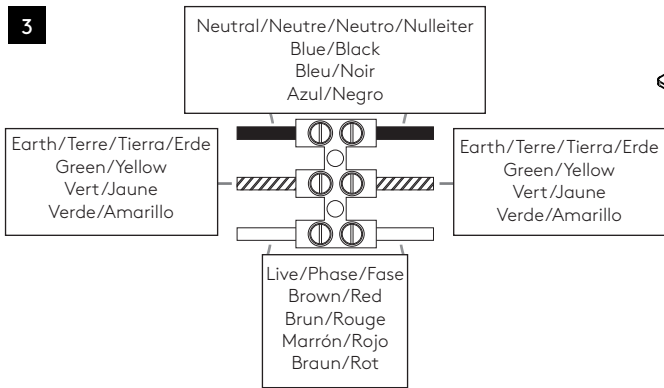 3
Neutral/Neutre/Neutro/Nulleiter
Blue/Black
Bleu/Noir
Azul/Negro
Earth/Terre/Tierra/Erde
Green/Yellow
Vert/Jaune
Verde/Amarillo
Earth/Terre/Tierra/Erde
Green/Yellow
Vert/Jaune
Verde/Amarillo
Live/Phase/Fase
Brown/Red
Brun/Rouge
Marrón/Rojo
Braun/Rot